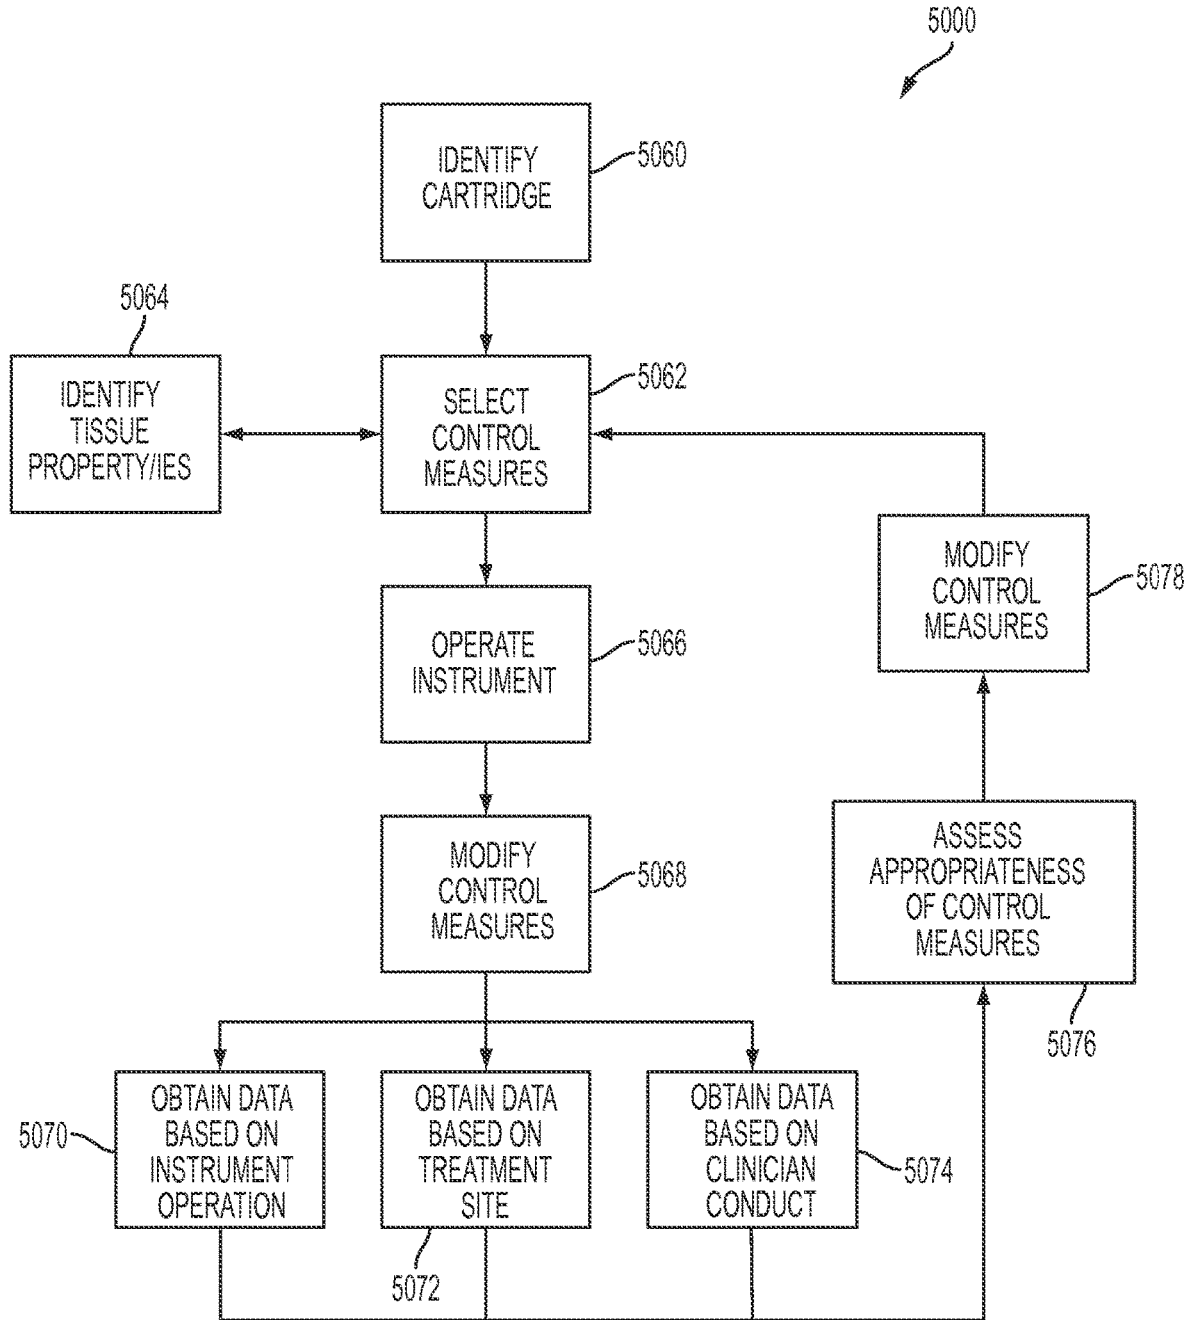 5000
IDENTIFY
CARTRIDGE
5060
5064
IDENTIFY
TISSUE
PROPERTY/IES
SELECT
CONTROL
MEASURES
5062
OPERATE
INSTRUMENT
5066
MODIFY
CONTROL
MEASURES
5078
MODIFY
CONTROL
MEASURES
5068
ASSESS
APPROPRIATENESS
OF CONTROL
MEASURES
5076
5070
OBTAIN DATA
BASED ON
INSTRUMENT
OPERATION
OBTAIN DATA
BASED ON
TREATMENT
SITE
5072
OBTAIN DATA
BASED ON
CLINICIAN
CONDUCT
5074